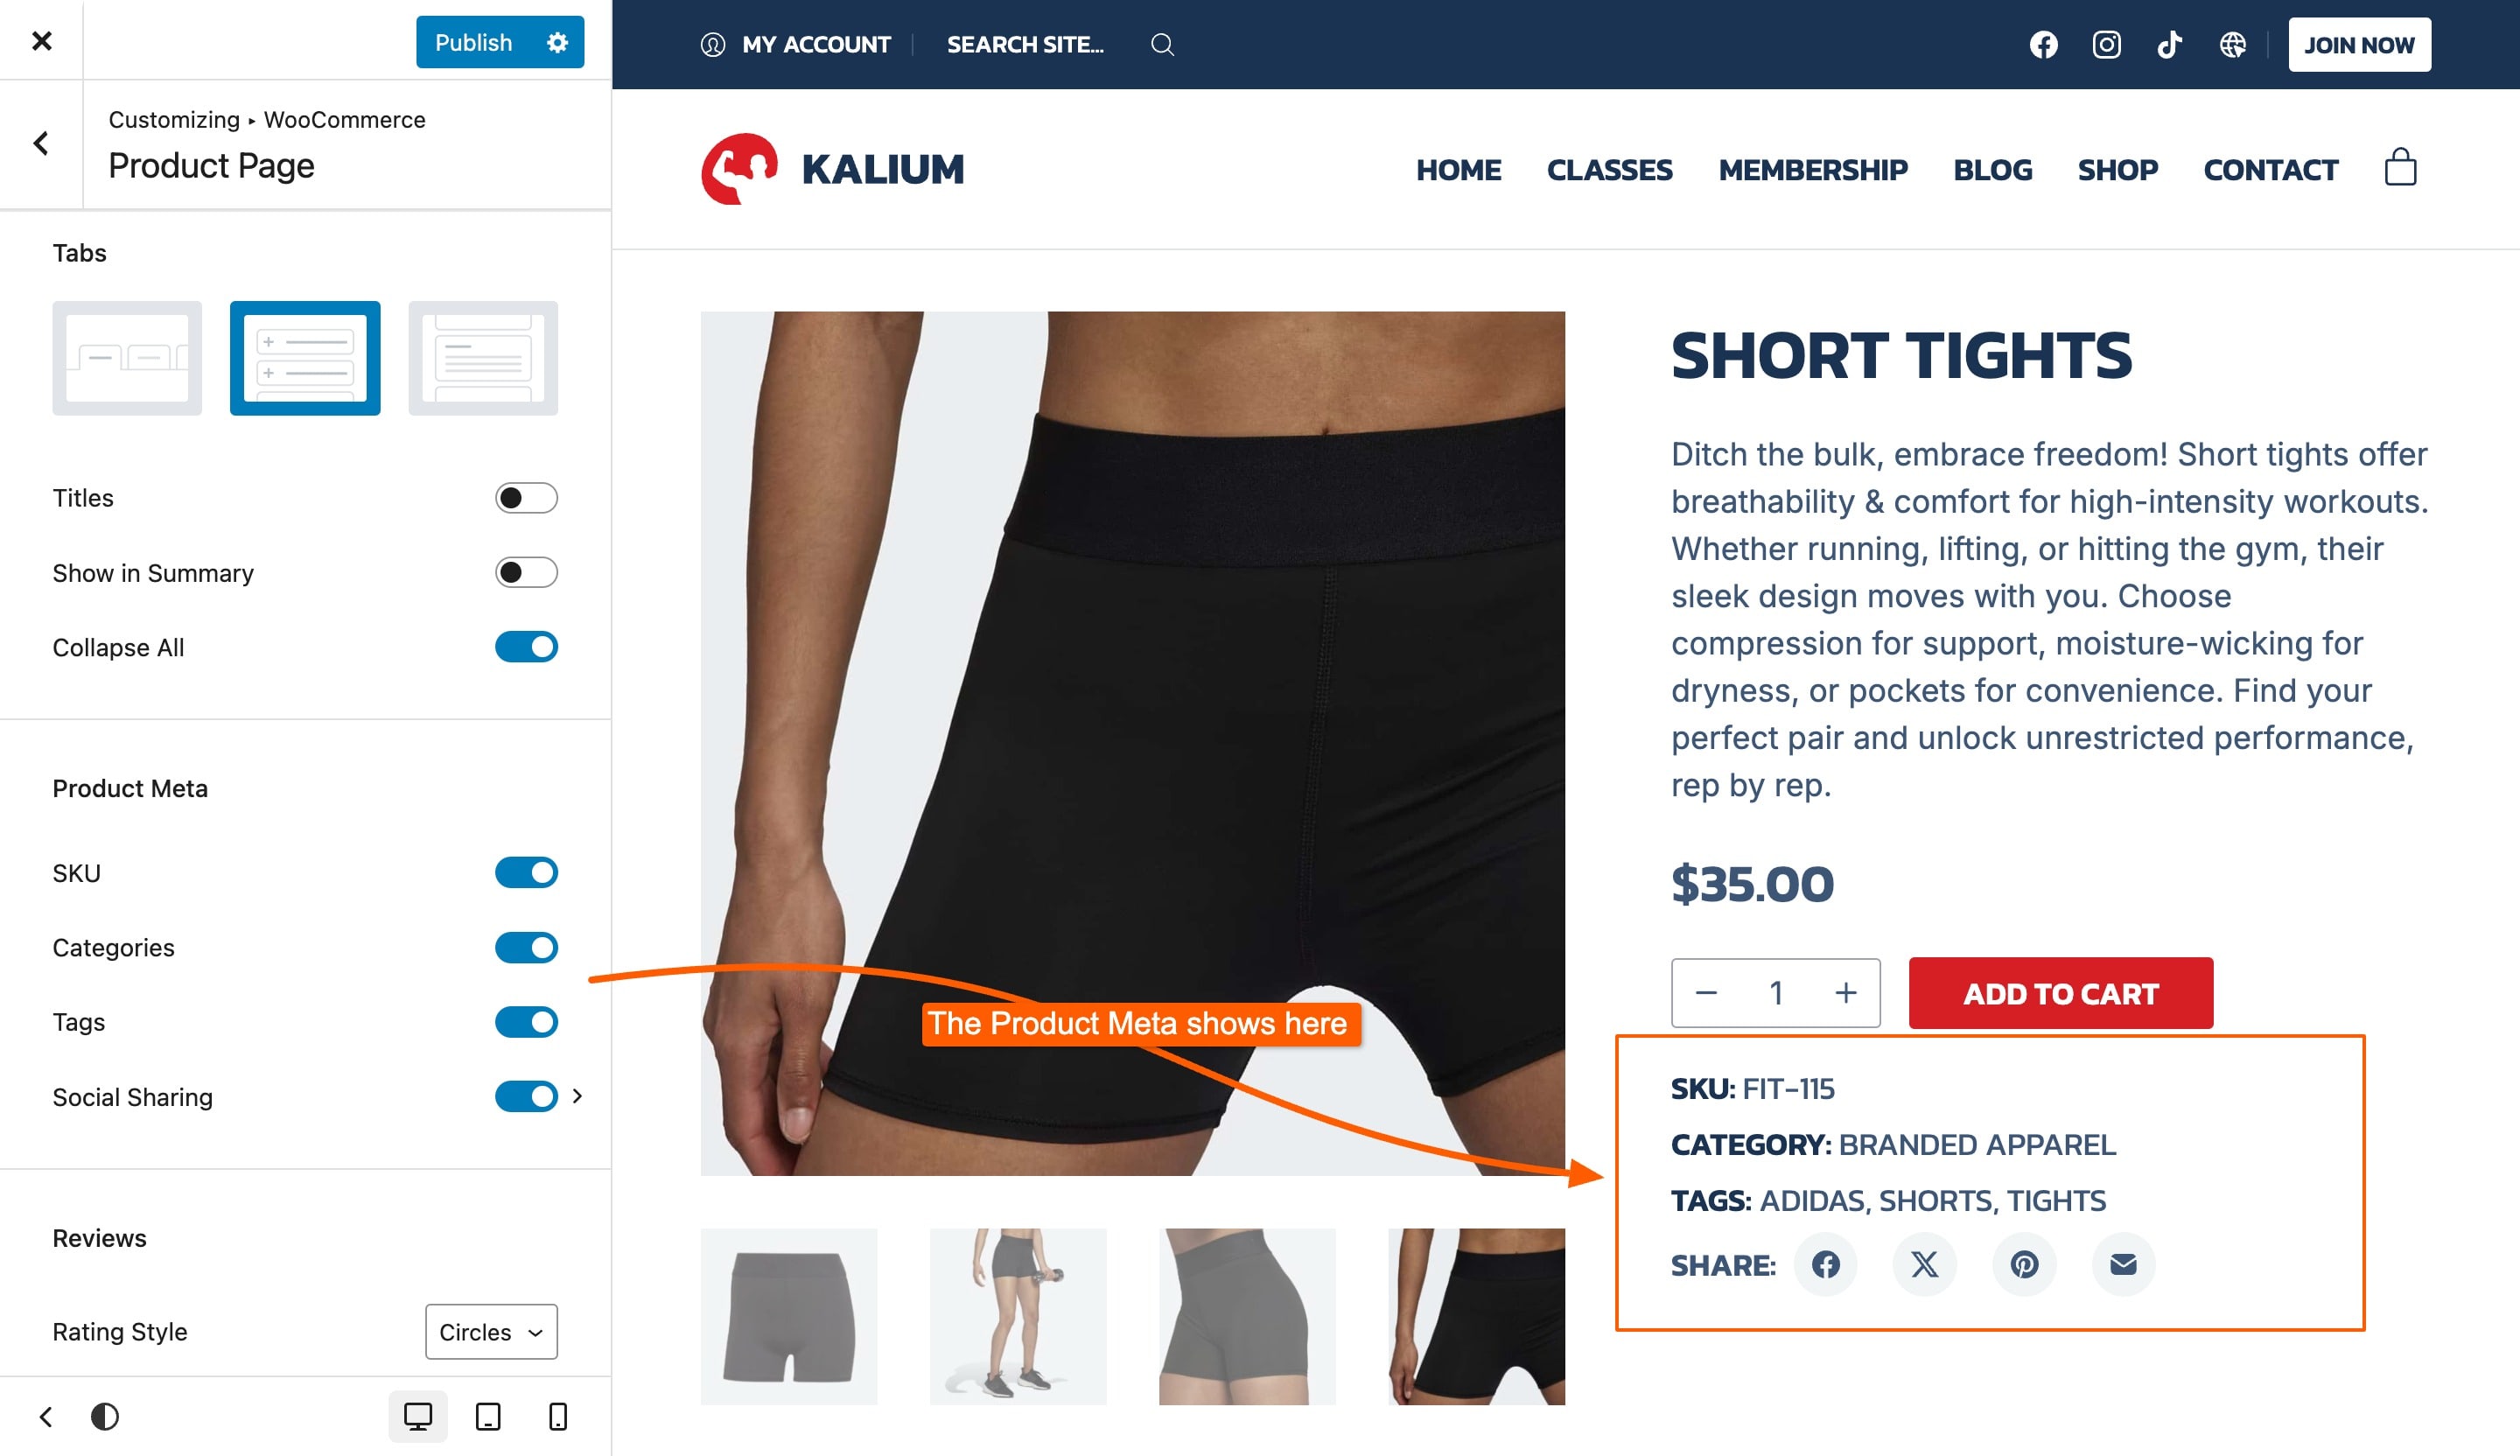 Publish
Customizing ▸ WooCommerce
Product Page
Tabs
Titles
Show in Summary
Collapse All
Product Meta
SKU
Categories
Tags
Social Sharing
Reviews
Rating Style
Circles
MY ACCOUNT
SEARCH SITE...
JOIN NOW
KALIUM
HOME
CLASSES
MEMBERSHIP
BLOG
SHOP
CONTACT
The Product Meta shows here
SHORT TIGHTS
Ditch the bulk, embrace freedom! Short tights offer
breathability & comfort for high-intensity workouts.
Whether running, lifting, or hitting the gym, their
sleek design moves with you. Choose
compression for support, moisture-wicking for
dryness, or pockets for convenience. Find your
perfect pair and unlock unrestricted performance,
rep by rep.
$35.00
− 1 +
ADD TO CART
SKU: FIT-115
CATEGORY: BRANDED APPAREL
TAGS: ADIDAS, SHORTS, TIGHTS
SHARE: